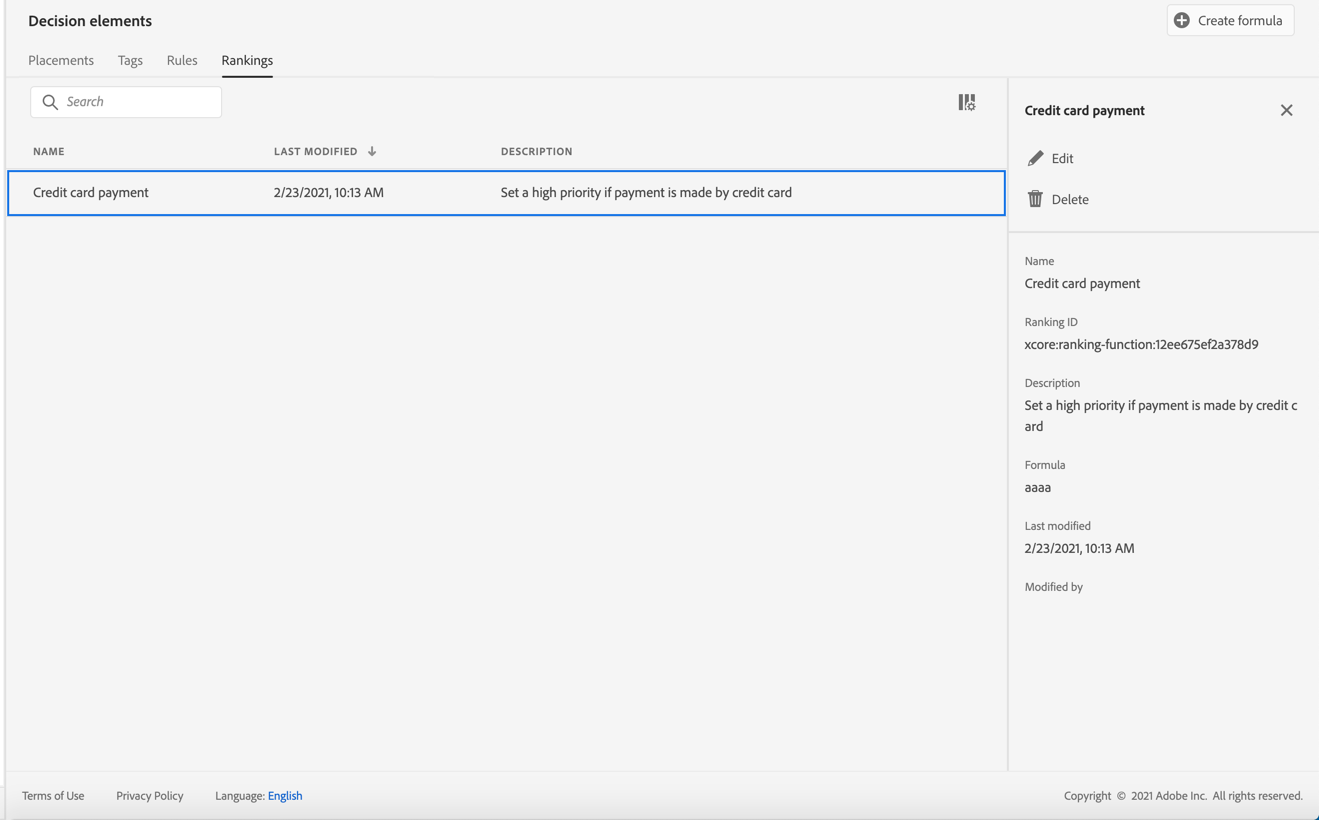 Decision elements
Create formula
Placements Tags Rules Rankings
Search
NAME LAST MODIFIED DESCRIPTION
Credit card payment 2/23/2021, 10:13 AM Set a high priority if payment is made by credit card
Credit card payment
Edit
Delete
Name
Credit card payment
Ranking ID
xcore:ranking-function:12ee675ef2a378d9
Description
Set a high priority if payment is made by credit c
ard
Formula
aaaa
Last modified
2/23/2021, 10:13 AM
Modified by
Terms of Use Privacy Policy Language: English Copyright © 2021 Adobe Inc. All rights reserved.